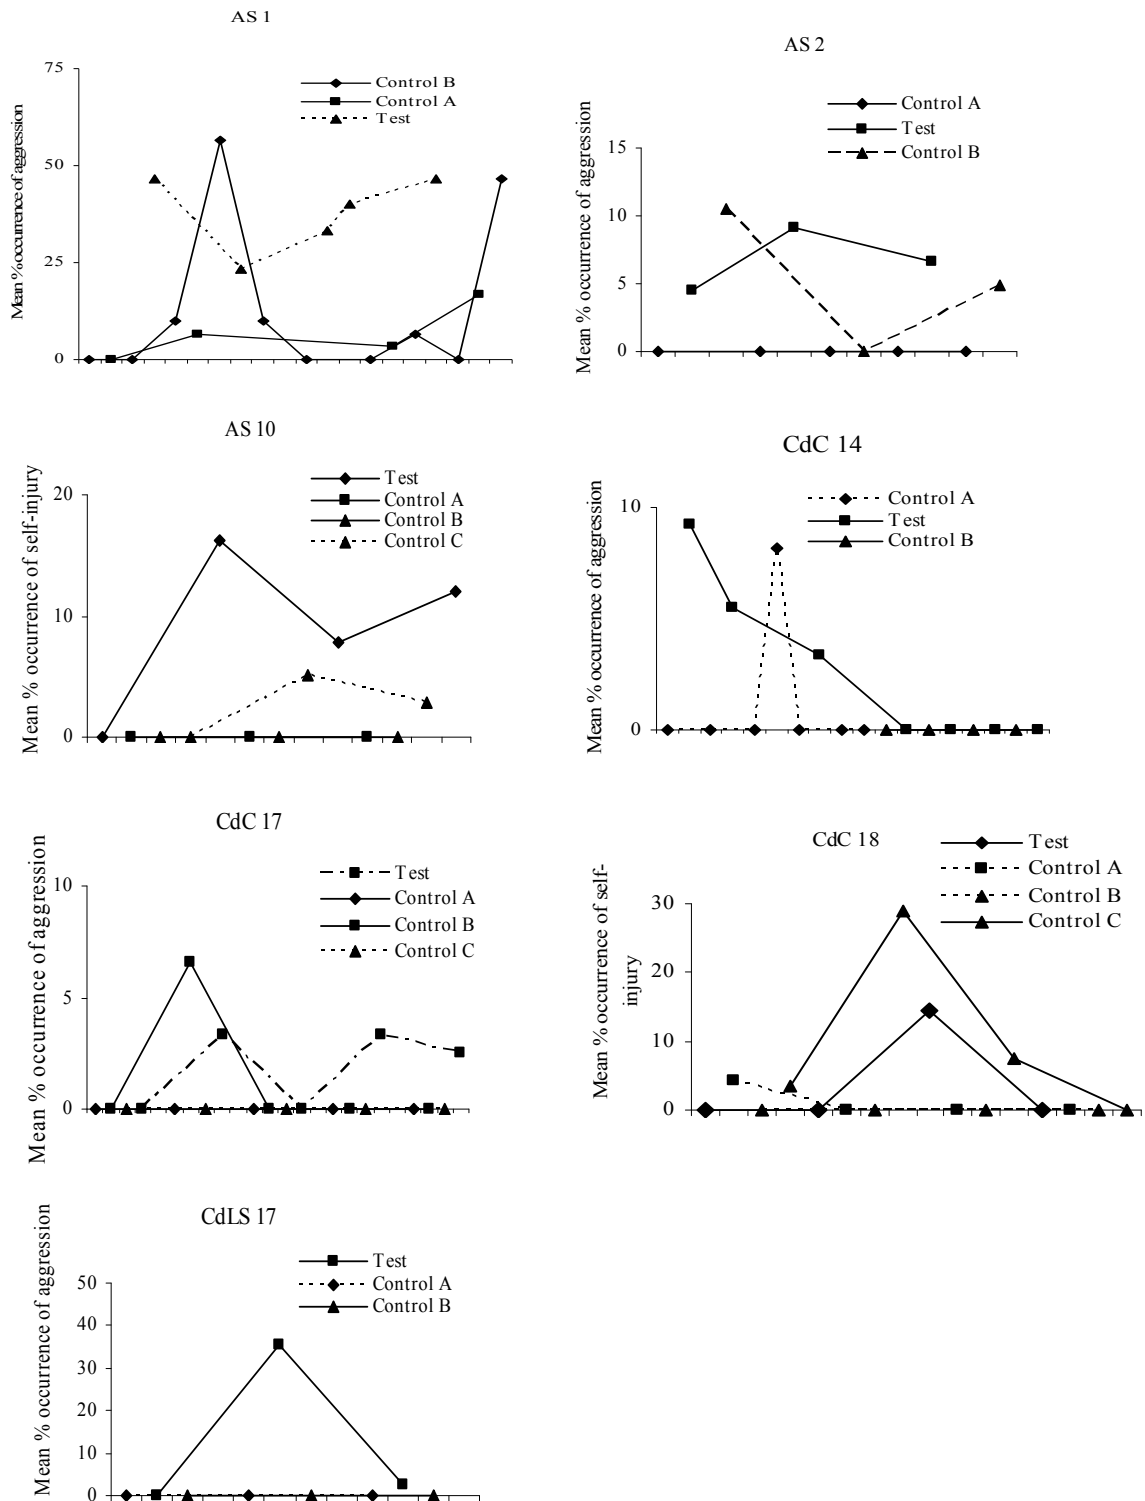 AS 1
Mean % occurrence of aggression
75
50
25
0
Control B
Control A
Test
AS 2
Mean % occurrence of aggression
15
10
5
0
Control A
Test
Control B
AS 10
Mean % occurrence of self-injury
20
10
0
Test
Control A
Control B
Control C
CdC 14
Mean % occurrence of aggression
10
0
Control A
Test
Control B
CdC 17
Mean % occurrence of aggression
10
5
0
Test
Control A
Control B
Control C
CdC 18
Mean % occurrence of self-
injury
30
20
10
0
Test
Control A
Control B
Control C
CdLS 17
Mean % occurrence of aggression
50
40
30
20
10
0
Test
Control A
Control B